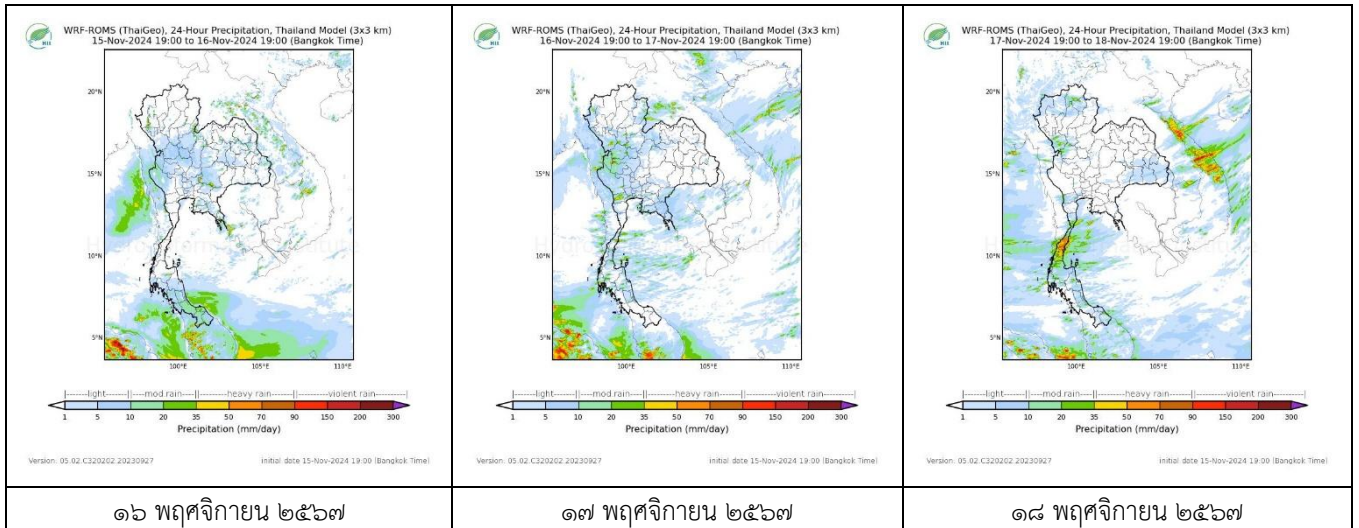 WRF-ROMS (ThaiGeo), 24-Hour Precipitation, Thailand Model (3x3 km)
15-Nov-2024 19:00 to 16-Nov-2024 19:00 (Bangkok Time)
20°N
15°N
10°N
5°N
100°E
105°E
110°E
light
mod.rain
heavy rain
violent rain
1 5 10 20 35 50 70 90 150 200 300
Precipitation (mm/day)
Version: 05.02.C320202.20230927
initial date 15-Nov-2024 19:00 (Bangkok Time)
๑๖ พฤศจิกายน ๒๕๖๗
WRF-ROMS (ThaiGeo), 24-Hour Precipitation, Thailand Model (3x3 km)
16-Nov-2024 19:00 to 17-Nov-2024 19:00 (Bangkok Time)
20°N
15°N
10°N
5°N
100°E
105°E
110°E
light
mod.rain
heavy rain
violent rain
1 5 10 20 35 50 70 90 150 200 300
Precipitation (mm/day)
Version: 05.02.C320202.20230927
initial date 15-Nov-2024 19:00 (Bangkok Time)
๑๗ พฤศจิกายน ๒๕๖๗
WRF-ROMS (ThaiGeo), 24-Hour Precipitation, Thailand Model (3x3 km)
17-Nov-2024 19:00 to 18-Nov-2024 19:00 (Bangkok Time)
20°N
15°N
10°N
5°N
100°E
105°E
110°E
light
mod.rain
heavy rain
violent rain
1 5 10 20 35 50 70 90 150 200 300
Precipitation (mm/day)
Version: 05.02.C320202.20230927
initial date 15-Nov-2024 19:00 (Bangkok Time)
๑๘ พฤศจิกายน ๒๕๖๗